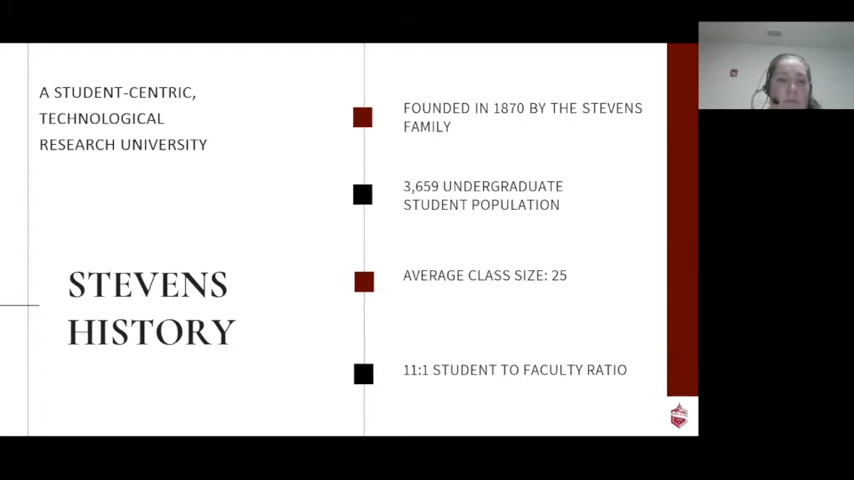 A STUDENT-CENTRIC,
TECHNOLOGICAL
RESEARCH UNIVERSITY
STEVENS
HISTORY
FOUNDED IN 1870 BY THE STEVENS
FAMILY
3,659 UNDERGRADUATE
STUDENT POPULATION
AVERAGE CLASS SIZE: 25
11:1 STUDENT TO FACULTY RATIO